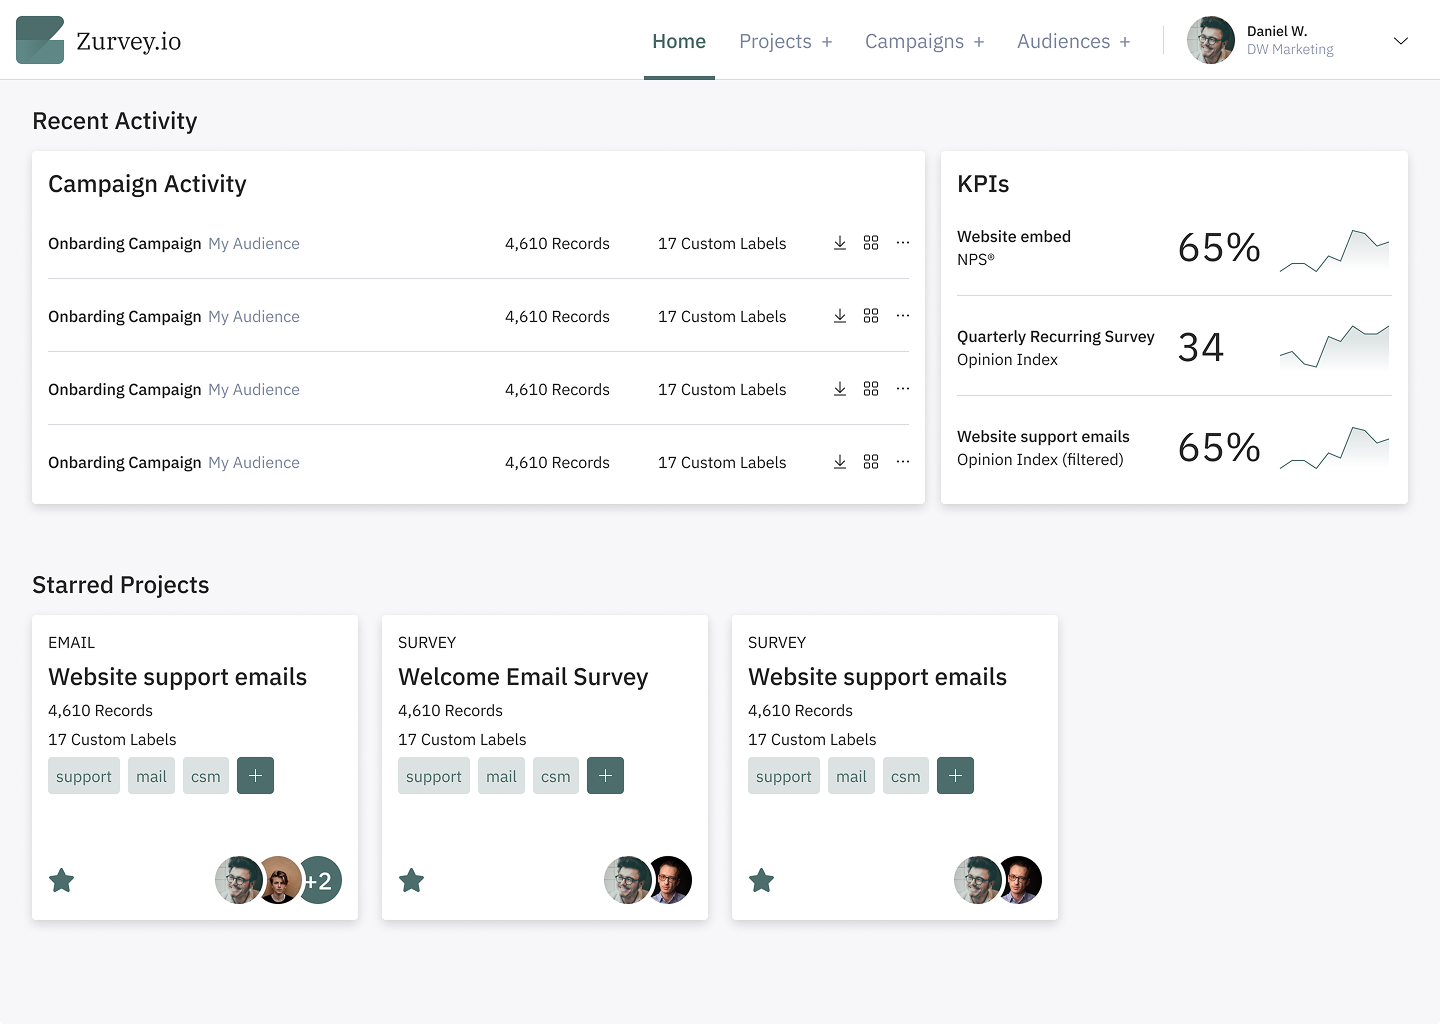 Zurvey.io
Home
Projects +
Campaigns +
Audiences +
Daniel W.
DW Marketing
Recent Activity
Campaign Activity
Onbarding Campaign My Audience 4,610 Records 17 Custom Labels
Onbarding Campaign My Audience 4,610 Records 17 Custom Labels
Onbarding Campaign My Audience 4,610 Records 17 Custom Labels
Onbarding Campaign My Audience 4,610 Records 17 Custom Labels
KPIs
Website embed
NPS®
65%
Quarterly Recurring Survey
Opinion Index
34
Website support emails
Opinion Index (filtered)
65%
Starred Projects
EMAIL
Website support emails
4,610 Records
17 Custom Labels
support mail csm +
+2
SURVEY
Welcome Email Survey
4,610 Records
17 Custom Labels
support mail csm +
SURVEY
Website support emails
4,610 Records
17 Custom Labels
support mail csm +